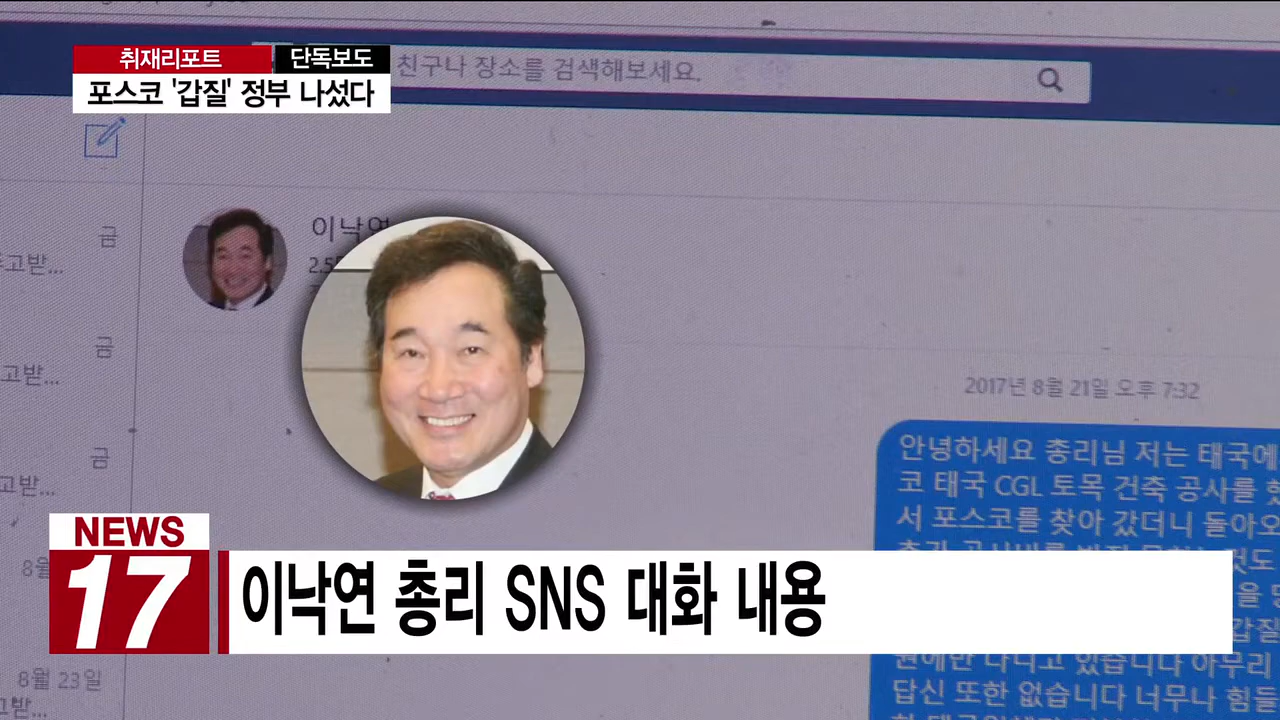 취재리포트
단독보도
포스코 '갑질' 정부 나섰다
친구나 장소를 검색해보세요.
금
고받...
이낙연
금
고받...
금
고받...
2017년 8월 21일 오후 7:32
안녕하세요 총리님 저는 태국에
코 태국 CGL 토목 건축 공사를 했
서 포스코를 찾아 갔더니 돌아오
을 당
갑질
다니고 있습니다 아무리
답신 또한 없습니다 너무나 힘들
NEWS
17
이낙연 총리 SNS 대화 내용
8월 23일
고받...